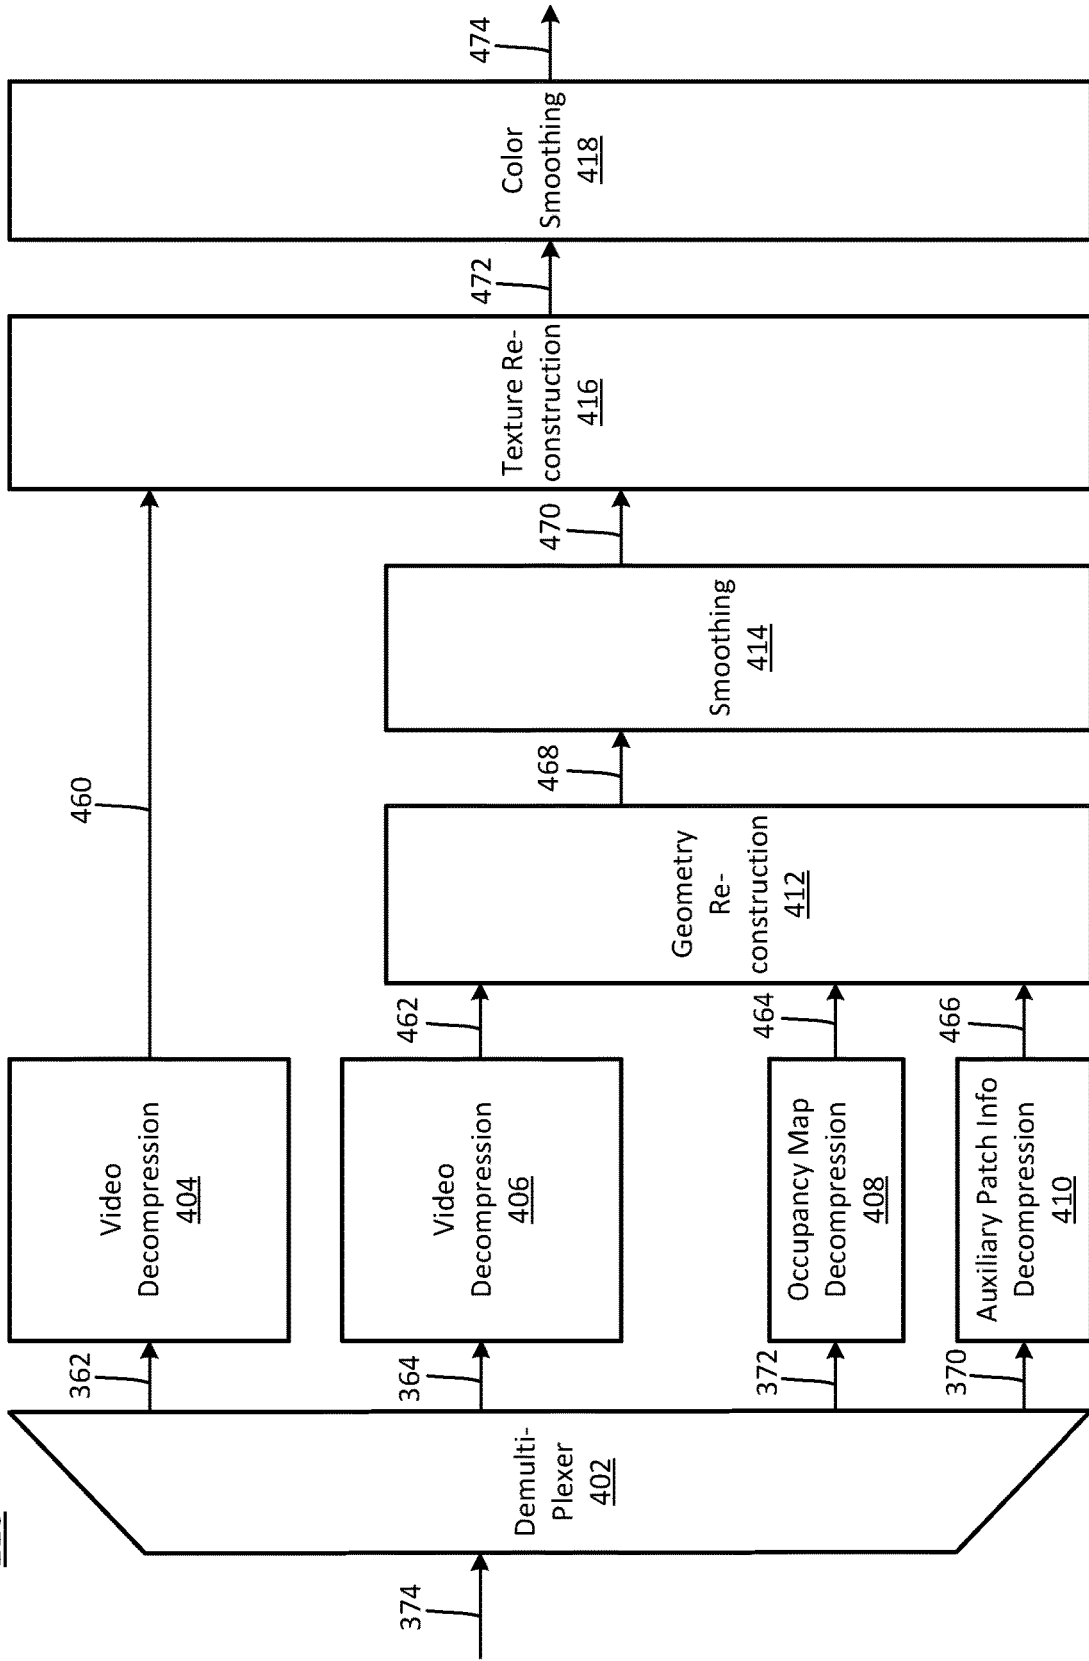 374
Demulti-
Plexer
402
362
364
372
370
Video
Decompression
404
Video
Decompression
406
Occupancy Map
Decompression
408
Auxiliary Patch Info
Decompression
410
460
462
464
466
Geometry
Re-
construction
412
468
Smoothing
414
470
Texture Re-
construction
416
472
Color
Smoothing
418
474